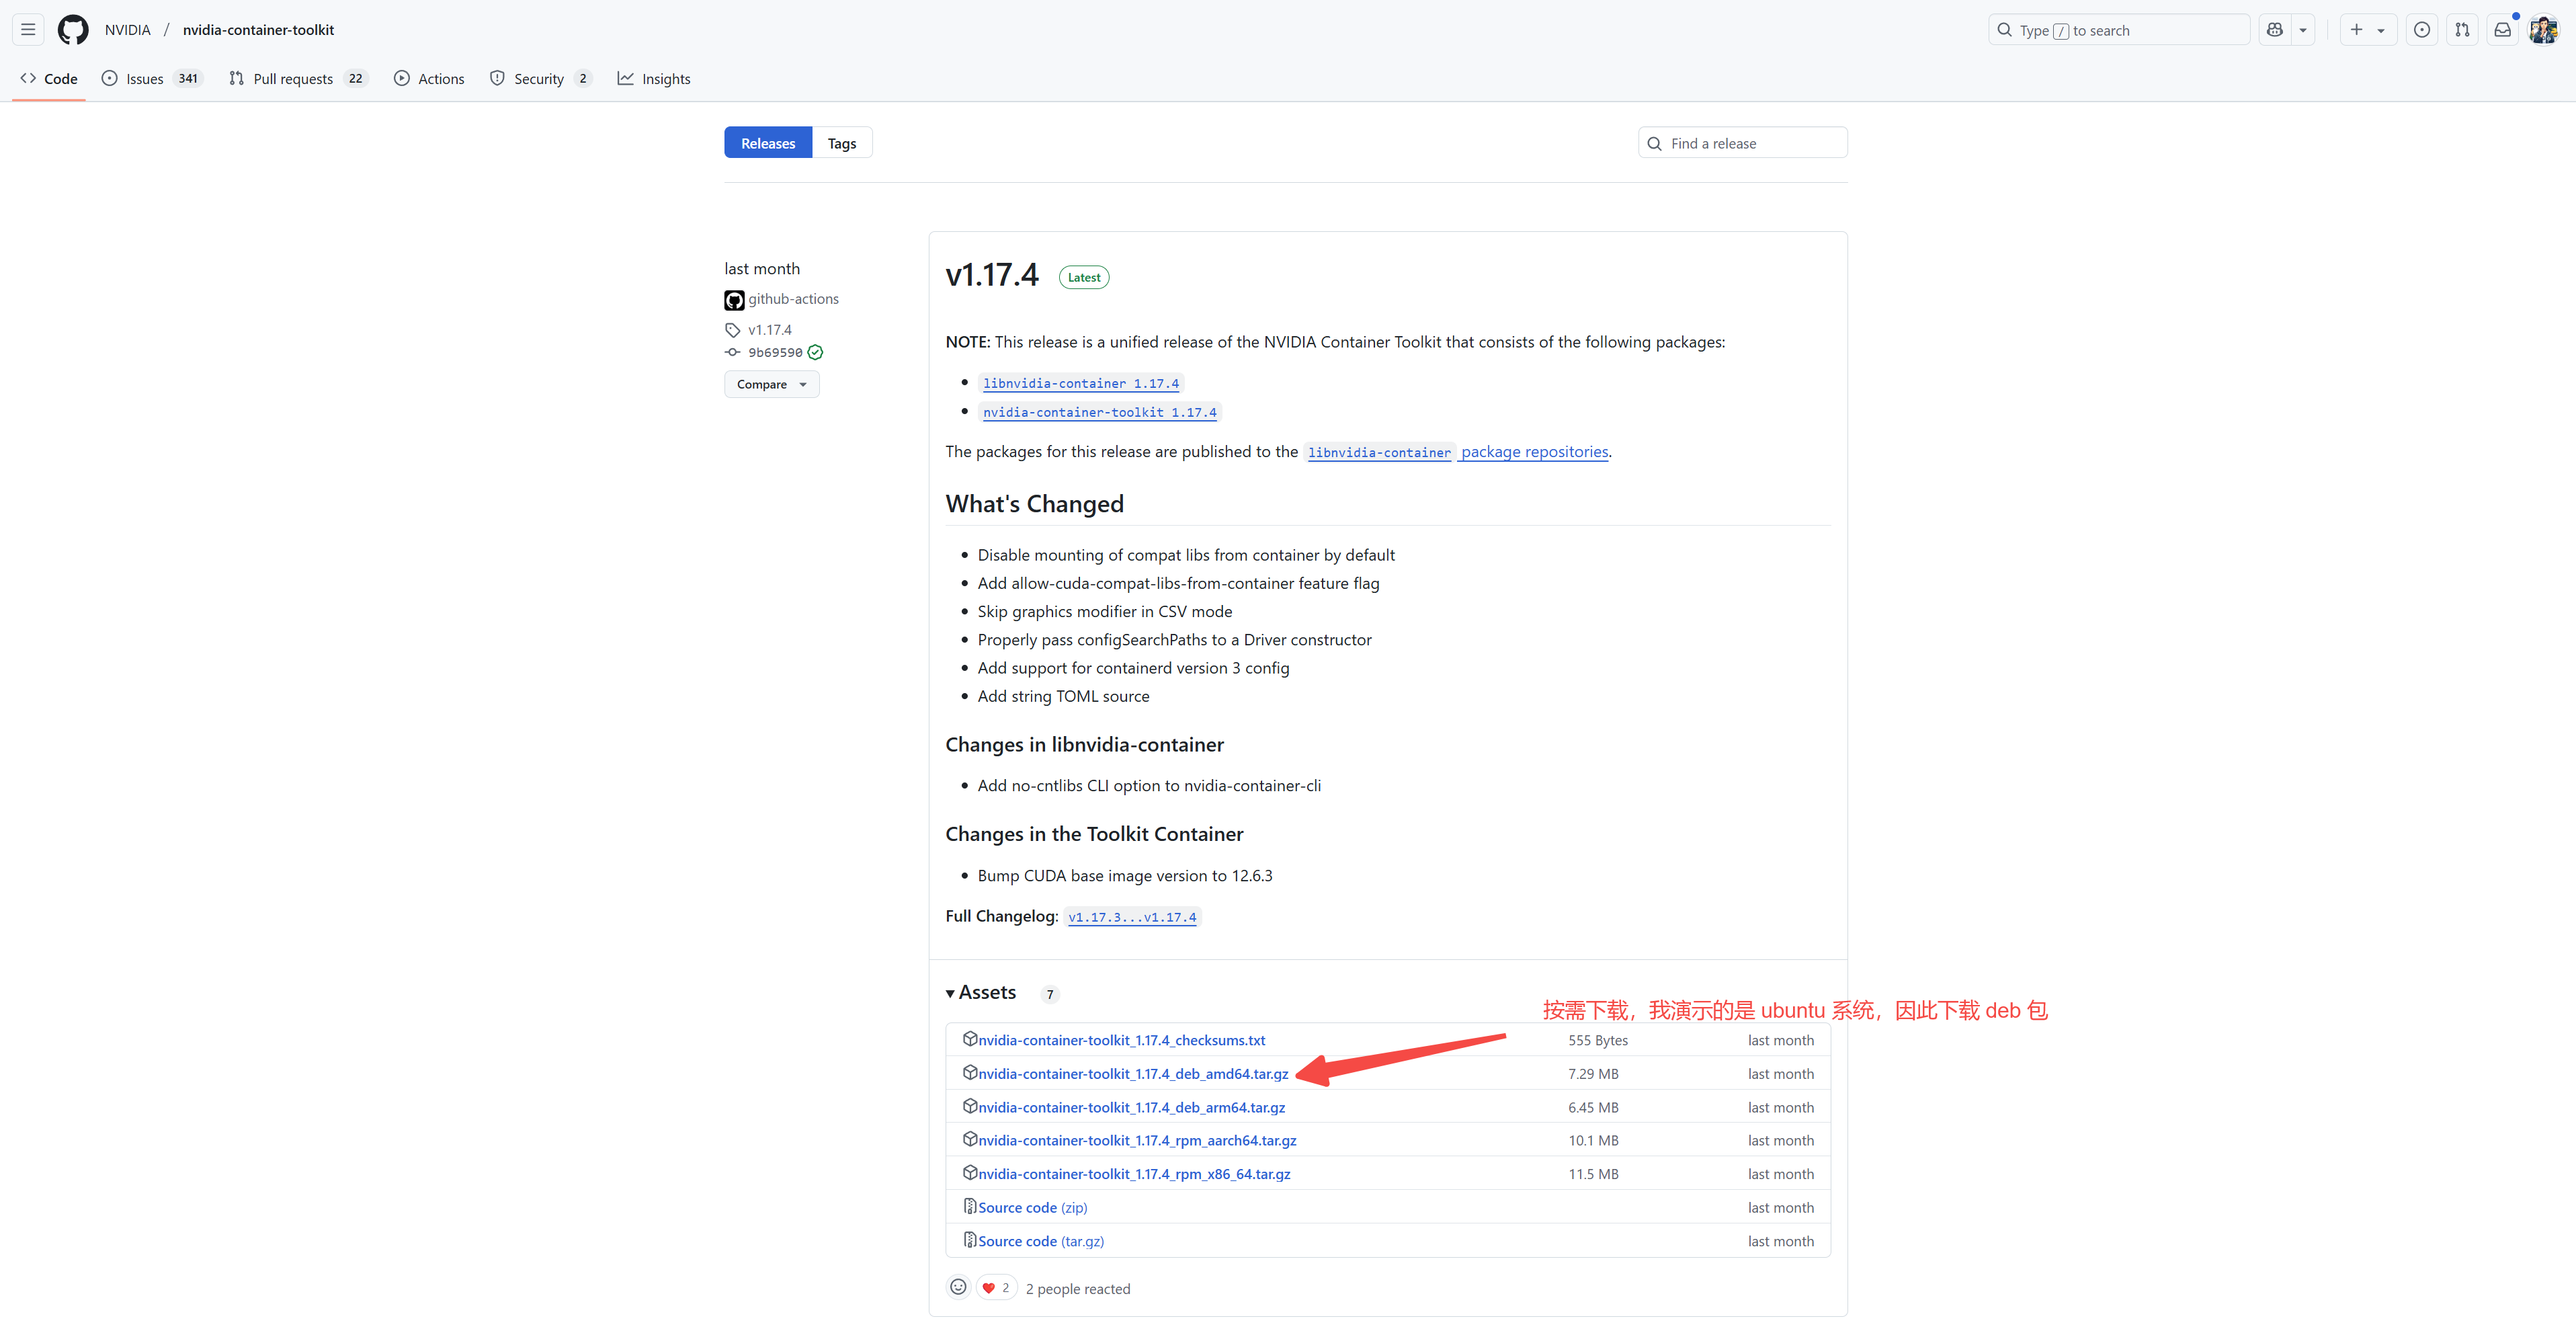 NVIDIA / nvidia-container-toolkit
Type / to search
Code
Issues 341
Pull requests 22
Actions
Security 2
Insights
Releases
Tags
Find a release
last month
github-actions
v1.17.4
9b69590
Compare
v1.17.4 Latest
NOTE: This release is a unified release of the NVIDIA Container Toolkit that consists of the following packages:
libnvidia-container 1.17.4
nvidia-container-toolkit 1.17.4
The packages for this release are published to the libnvidia-container package repositories.
What's Changed
Disable mounting of compat libs from container by default
Add allow-cuda-compat-libs-from-container feature flag
Skip graphics modifier in CSV mode
Properly pass configSearchPaths to a Driver constructor
Add support for containerd version 3 config
Add string TOML source
Changes in libnvidia-container
Add no-cntlibs CLI option to nvidia-container-cli
Changes in the Toolkit Container
Bump CUDA base image version to 12.6.3
Full Changelog: v1.17.3...v1.17.4
Assets 7
按需下载，我演示的是 ubuntu 系统，因此下载 deb 包
nvidia-container-toolkit_1.17.4_checksums.txt 555 Bytes last month
nvidia-container-toolkit_1.17.4_deb_amd64.tar.gz 7.29 MB last month
nvidia-container-toolkit_1.17.4_deb_arm64.tar.gz 6.45 MB last month
nvidia-container-toolkit_1.17.4_rpm_aarch64.tar.gz 10.1 MB last month
nvidia-container-toolkit_1.17.4_rpm_x86_64.tar.gz 11.5 MB last month
Source code (zip) last month
Source code (tar.gz) last month
2 2 people reacted